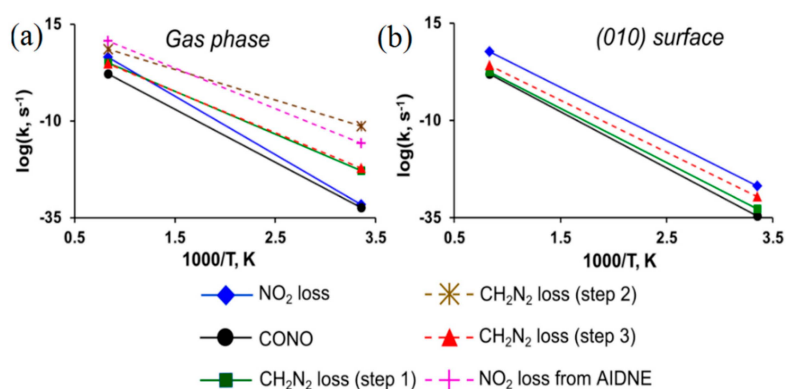 (a)
Gas phase
15
-10
-35
log(k, s⁻¹)
0.5 1.5 2.5 3.5
1000/T, K
(b)
(010) surface
15
-10
-35
log(k, s⁻¹)
0.5 1.5 2.5 3.5
1000/T, K
NO₂ loss
CH₂N₂ loss (step 2)
CONO
CH₂N₂ loss (step 3)
CH₂N₂ loss (step 1)
NO₂ loss from AIDNE